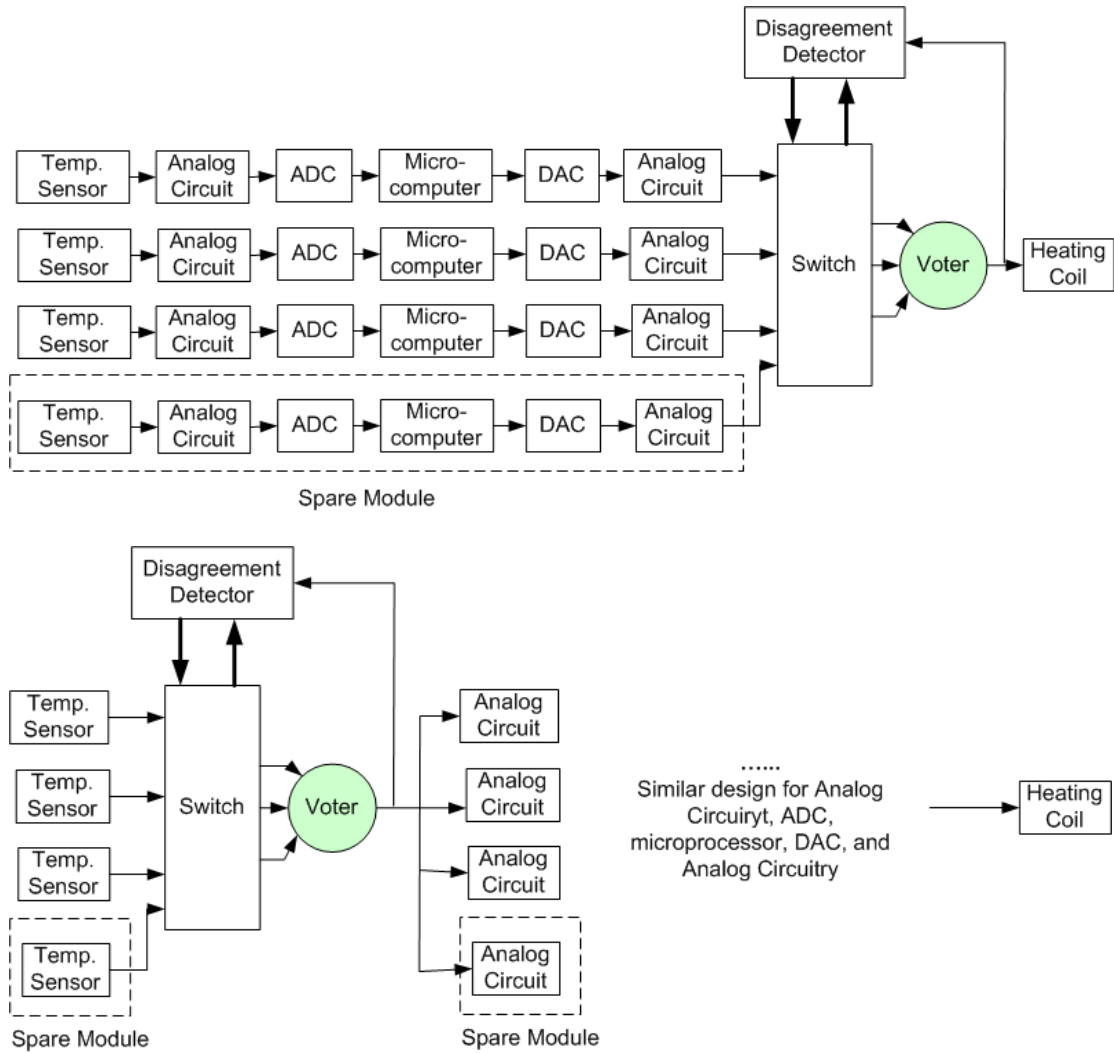 Disagreement
Detector
Temp.
Sensor
Analog
Circuit
ADC
Micro-
computer
DAC
Analog
Circuit
Temp.
Sensor
Analog
Circuit
ADC
Micro-
computer
DAC
Analog
Circuit
Switch
Voter
Heating
Coil
Temp.
Sensor
Analog
Circuit
ADC
Micro-
computer
DAC
Analog
Circuit
Temp.
Sensor
Analog
Circuit
ADC
Micro-
computer
DAC
Analog
Circuit
Spare Module
Disagreement
Detector
Temp.
Sensor
Temp.
Sensor
Temp.
Sensor
Temp.
Sensor
Spare Module
Switch
Voter
Analog
Circuit
Analog
Circuit
Analog
Circuit
Analog
Circuit
Spare Module
......
Similar design for Analog
Circuiryt, ADC,
microprocessor, DAC, and
Analog Circuitry
Heating
Coil